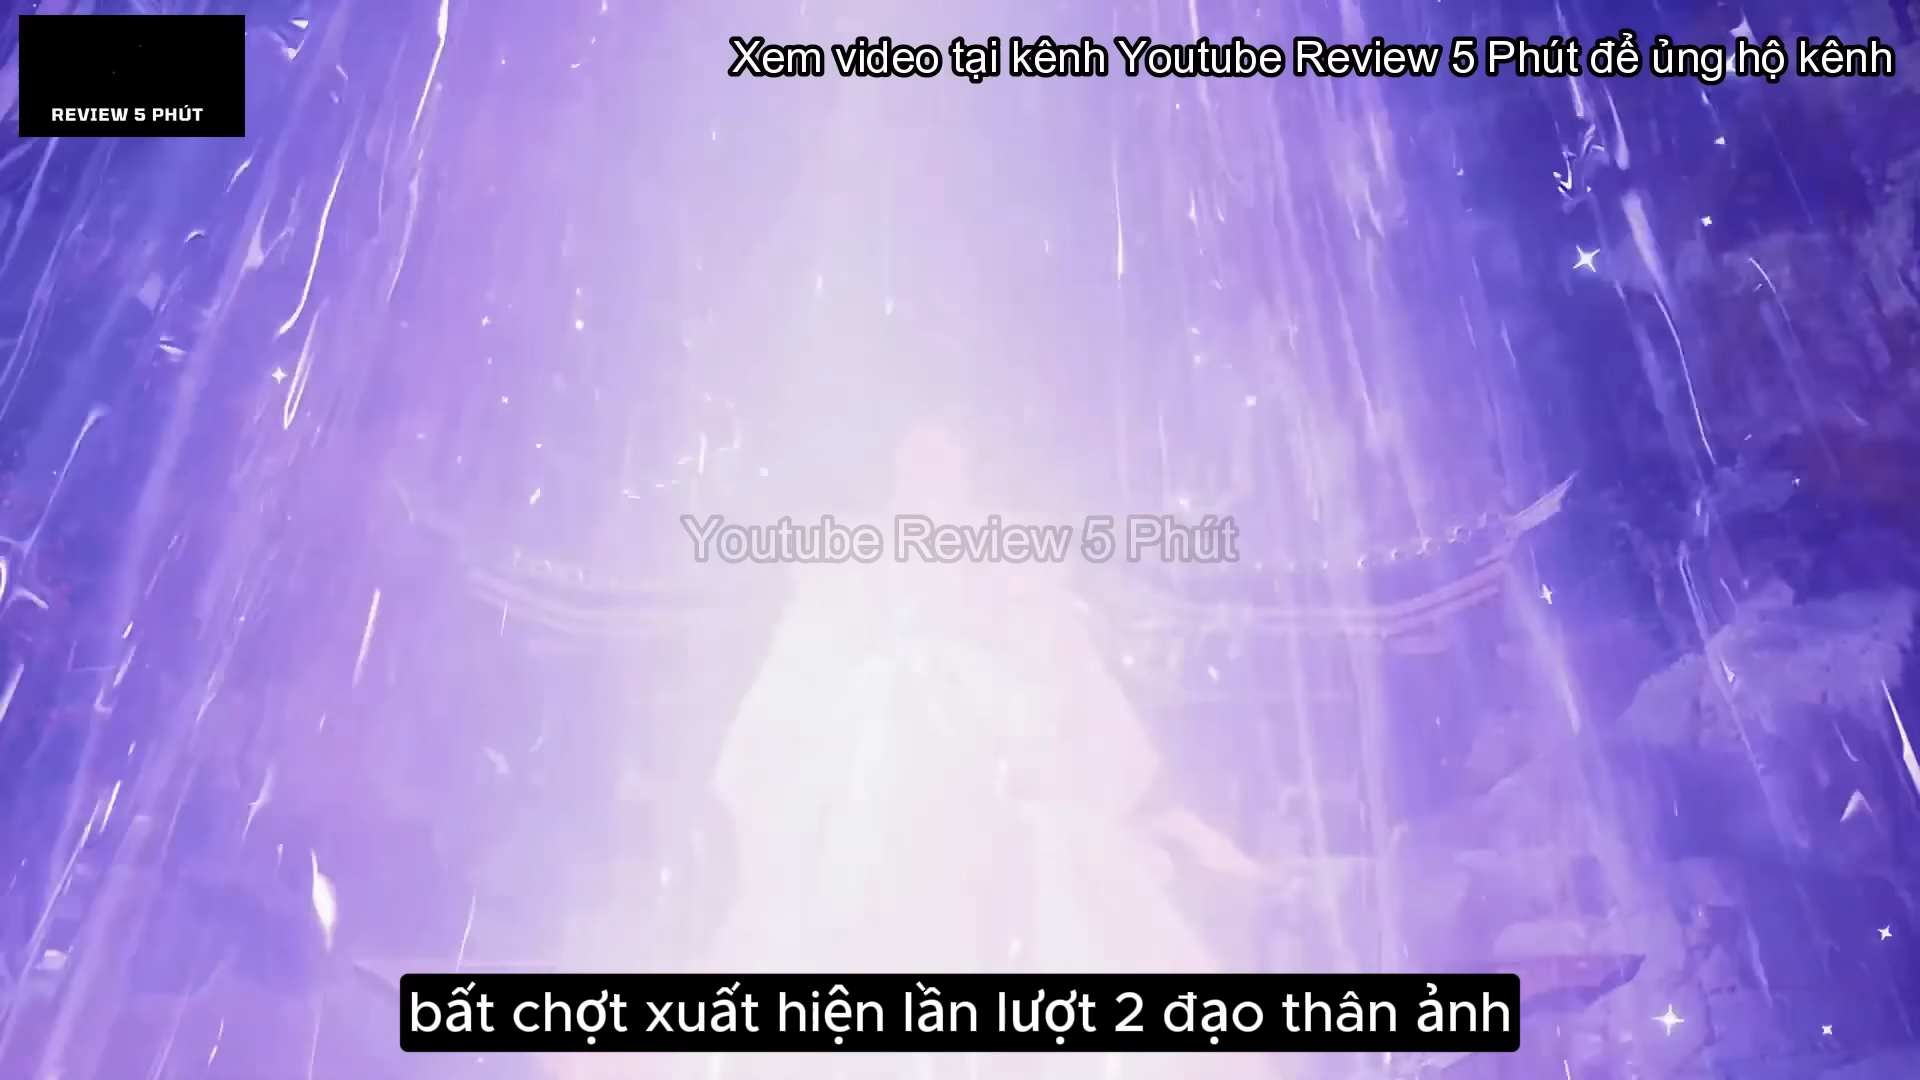 Xem video tại kênh Youtube Review 5 Phút để ủng hộ kênh
REVIEW 5 PHÚT
Youtube Review 5 Phút
bất chợt xuất hiện lần lượt 2 đạo thân ảnh